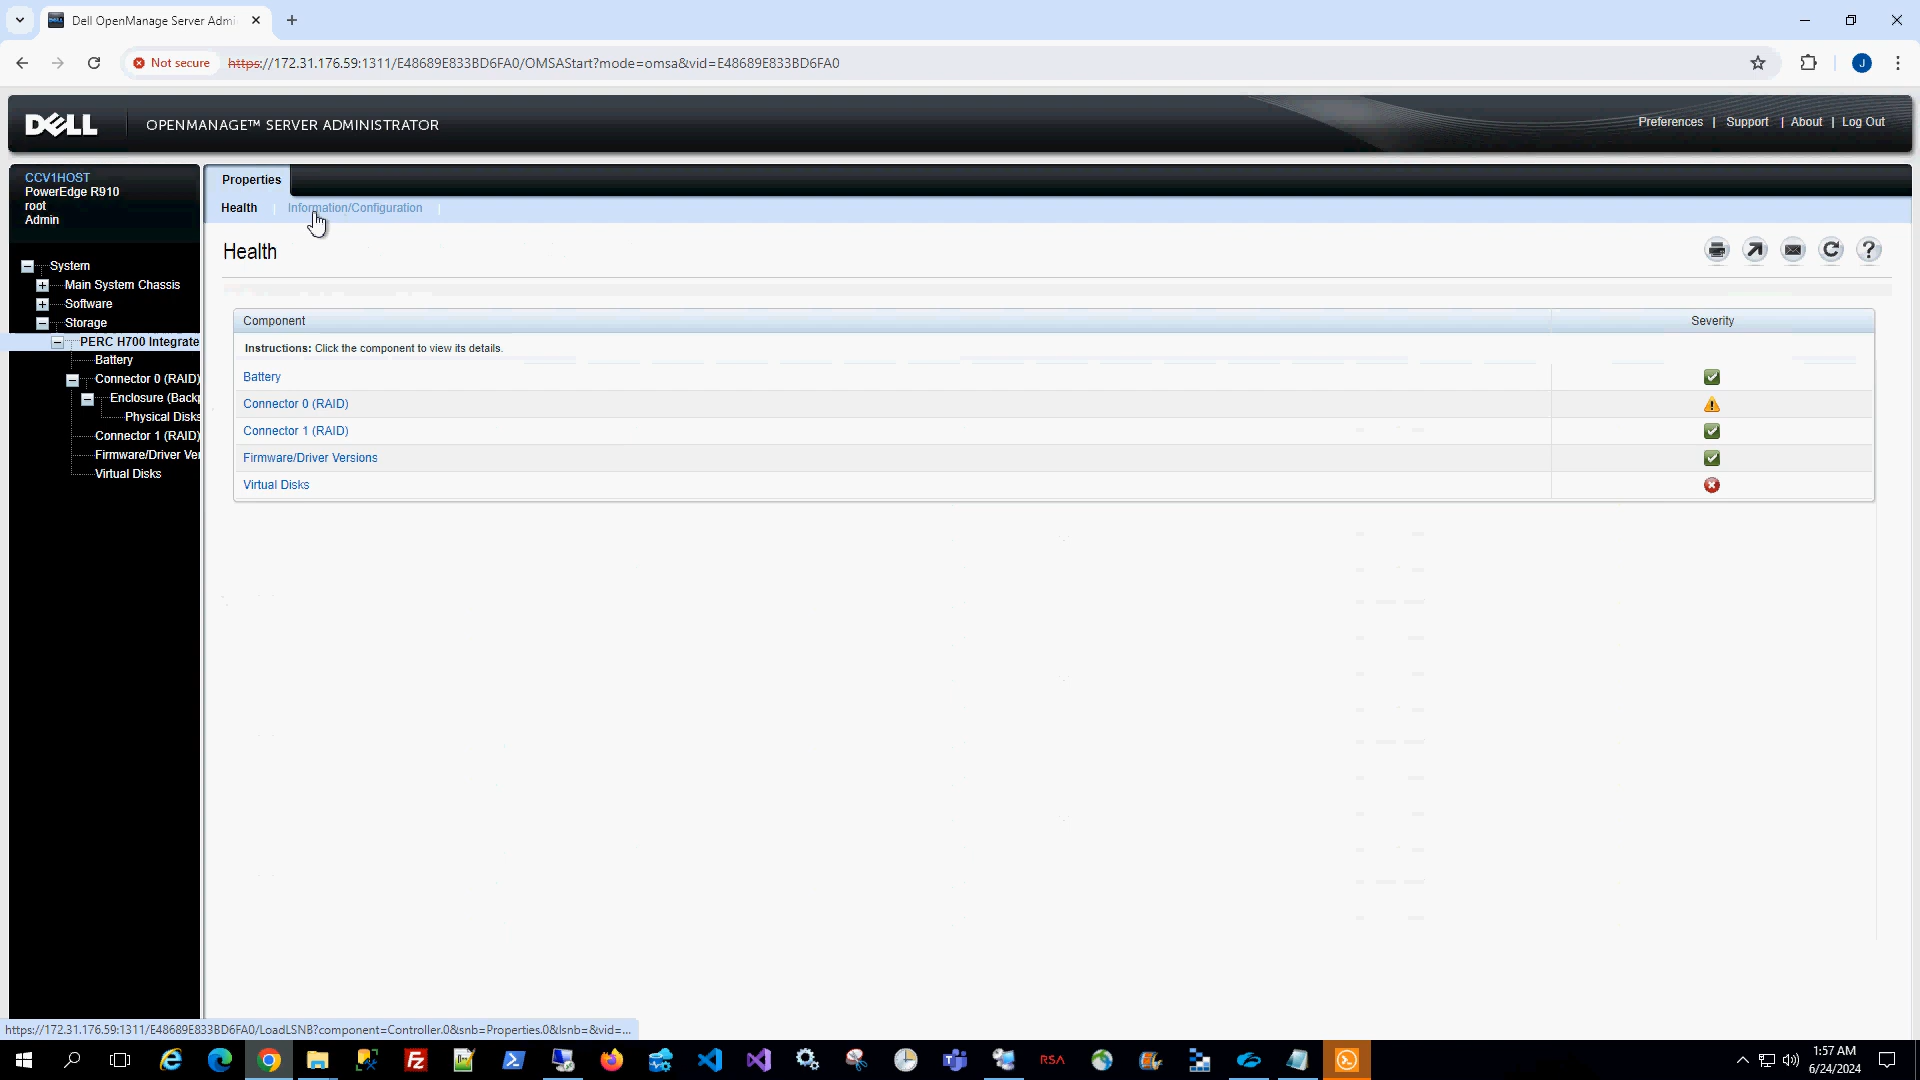 Dell OpenManage Server Admi
Not secure
https://172.31.176.59:1311/E48689E833BD6FA0/OMSAStart?mode=omsa&vid=E48689E833BD6FA0
J
DELL
OPENMANAGE™ SERVER ADMINISTRATOR
Preferences | Support | About | Log Out
CCV1HOST
PowerEdge R910
root
Admin
Properties
Health | Information/Configuration |
Health
System
Main System Chassis
Software
Storage
PERC H700 Integrate
Battery
Connector 0 (RAID)
Enclosure (Backp
Physical Disks
Connector 1 (RAID)
Firmware/Driver Ver
Virtual Disks
Component Severity
Instructions: Click the component to view its details.
Battery
Connector 0 (RAID)
Connector 1 (RAID)
Firmware/Driver Versions
Virtual Disks
https://172.31.176.59:1311/E48689E833BD6FA0/LoadLSNB?component=Controller.0&snb=Properties.0&lsnb=&vid=...
RSA
1:57 AM
6/24/2024